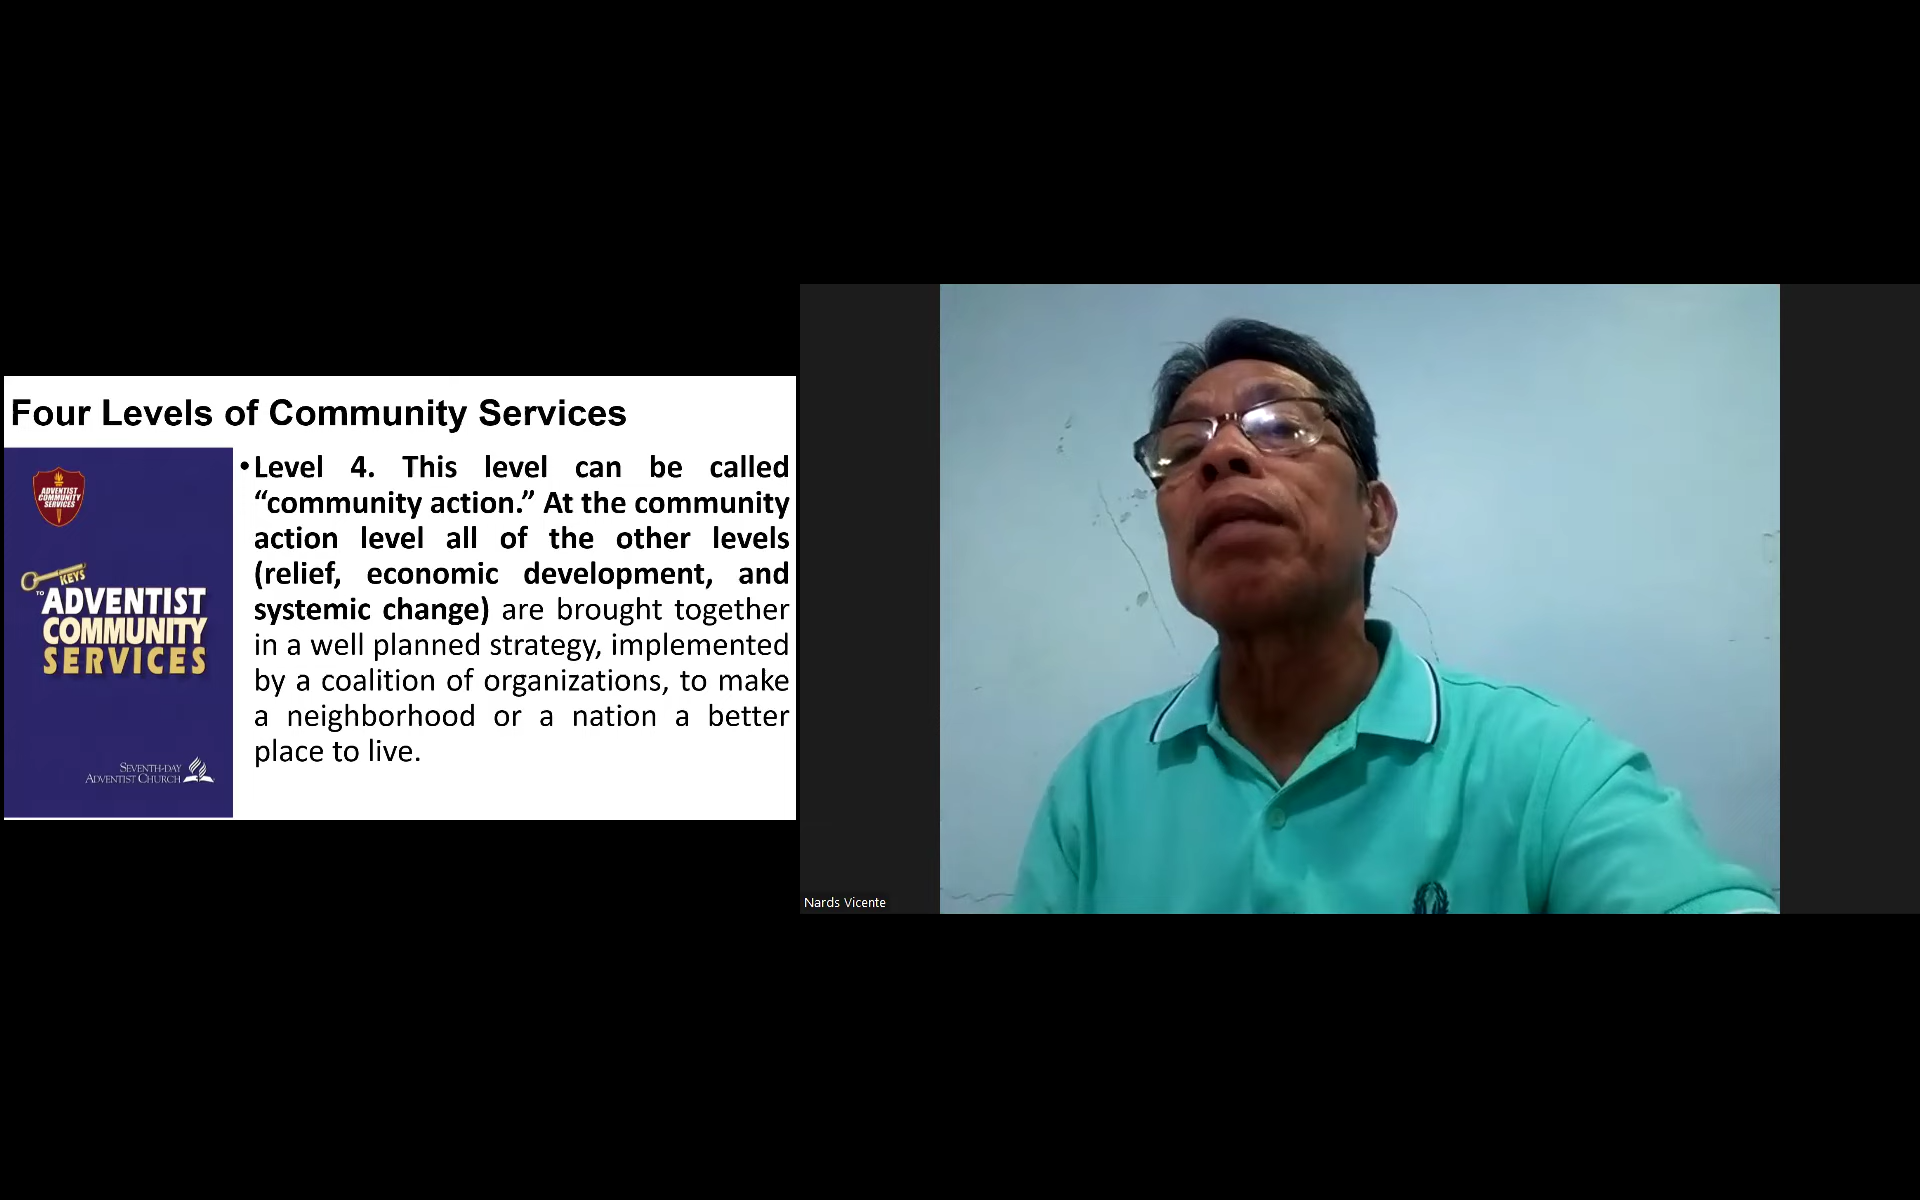 Four Levels of Community Services
ADVENTIST
COMMUNITY
SERVICES
KEYS
TO
ADVENTIST
COMMUNITY
SERVICES
SEVENTH-DAY
ADVENTIST CHURCH
•Level 4. This level can be called
“community action.” At the community
action level all of the other levels
(relief, economic development, and
systemic change) are brought together
in a well planned strategy, implemented
by a coalition of organizations, to make
a neighborhood or a nation a better
place to live.
Nards Vicente